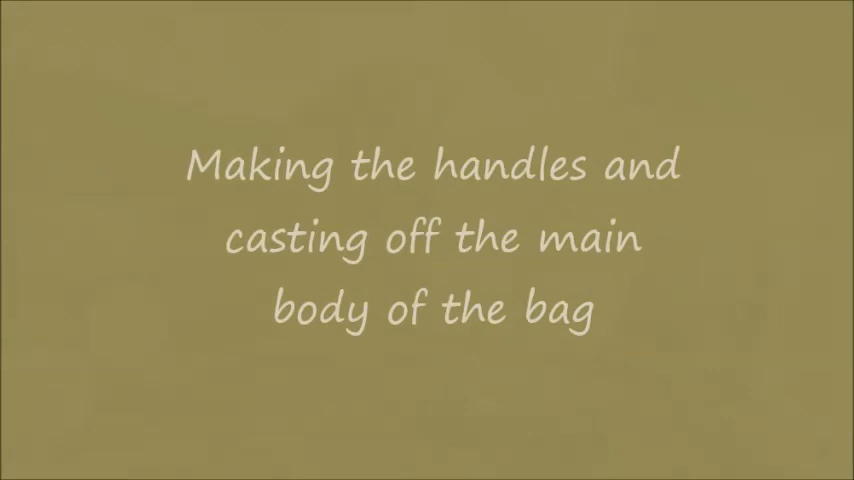 Making the handles and
casting off the main
body of the bag